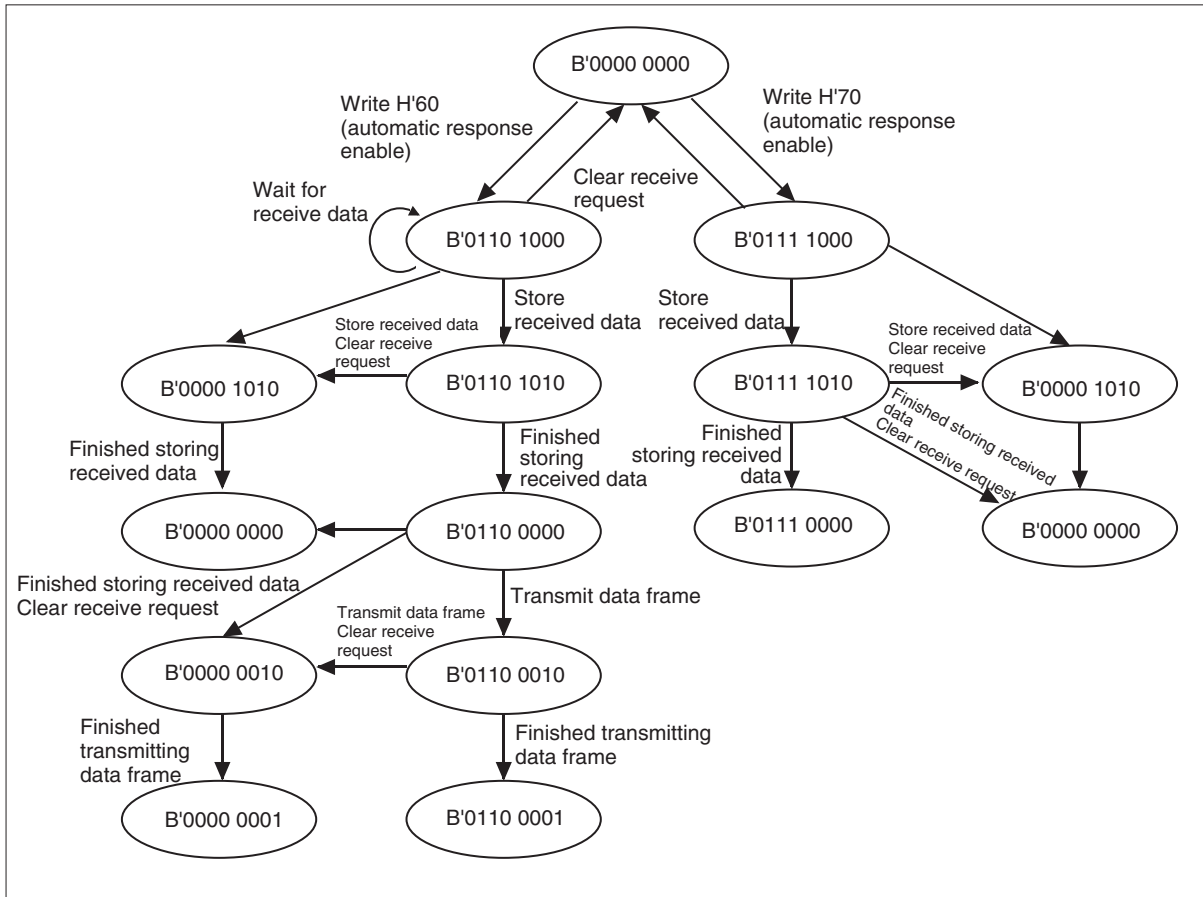 B'0000 0000
Write H'60
(automatic response
enable)
Write H'70
(automatic response
enable)
Clear receive
request
Wait for
receive data
B'0110 1000
B'0111 1000
Store
received data
Store
received data
Store received data
Clear receive
request
Store received data
Clear receive
request
B'0000 1010
B'0110 1010
B'0111 1010
B'0000 1010
Finished storing
received data
Finished
storing
received data
Finished
storing received
data
Finished storing received
data
Clear receive request
B'0000 0000
B'0110 0000
B'0111 0000
B'0000 0000
Finished storing received data
Clear receive request
Transmit data frame
Transmit data frame
Clear receive
request
B'0000 0010
B'0110 0010
Finished
transmitting
data frame
Finished transmitting
data frame
B'0000 0001
B'0110 0001